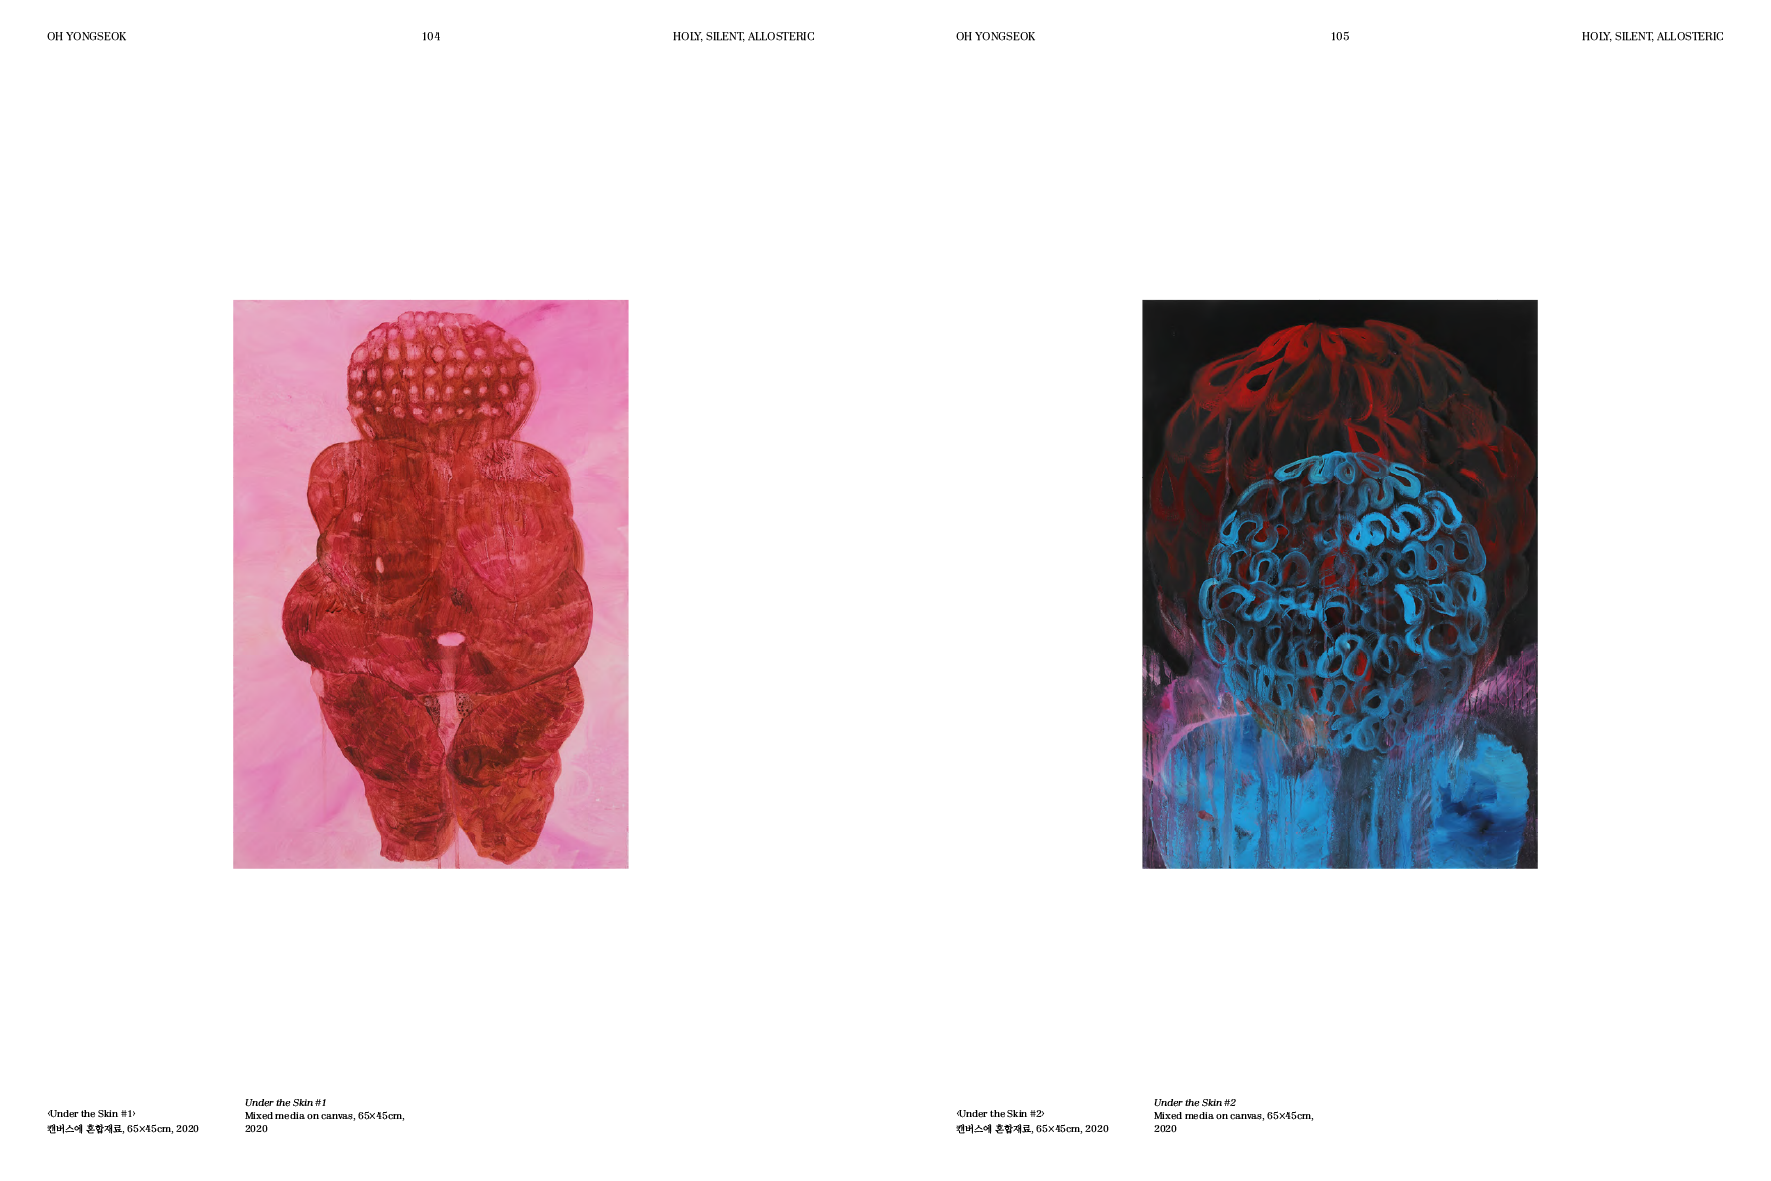 OH YONGSEOK
104
HOLY, SILENT, ALLOSTERIC
‹Under the Skin #1›
캔버스에 혼합재료, 65×45cm, 2020
Under the Skin #1
Mixed media on canvas, 65×45cm,
2020
OH YONGSEOK
105
HOLY, SILENT, ALLOSTERIC
‹Under the Skin #2›
캔버스에 혼합재료, 65×45cm, 2020
Under the Skin #2
Mixed media on canvas, 65×45cm,
2020